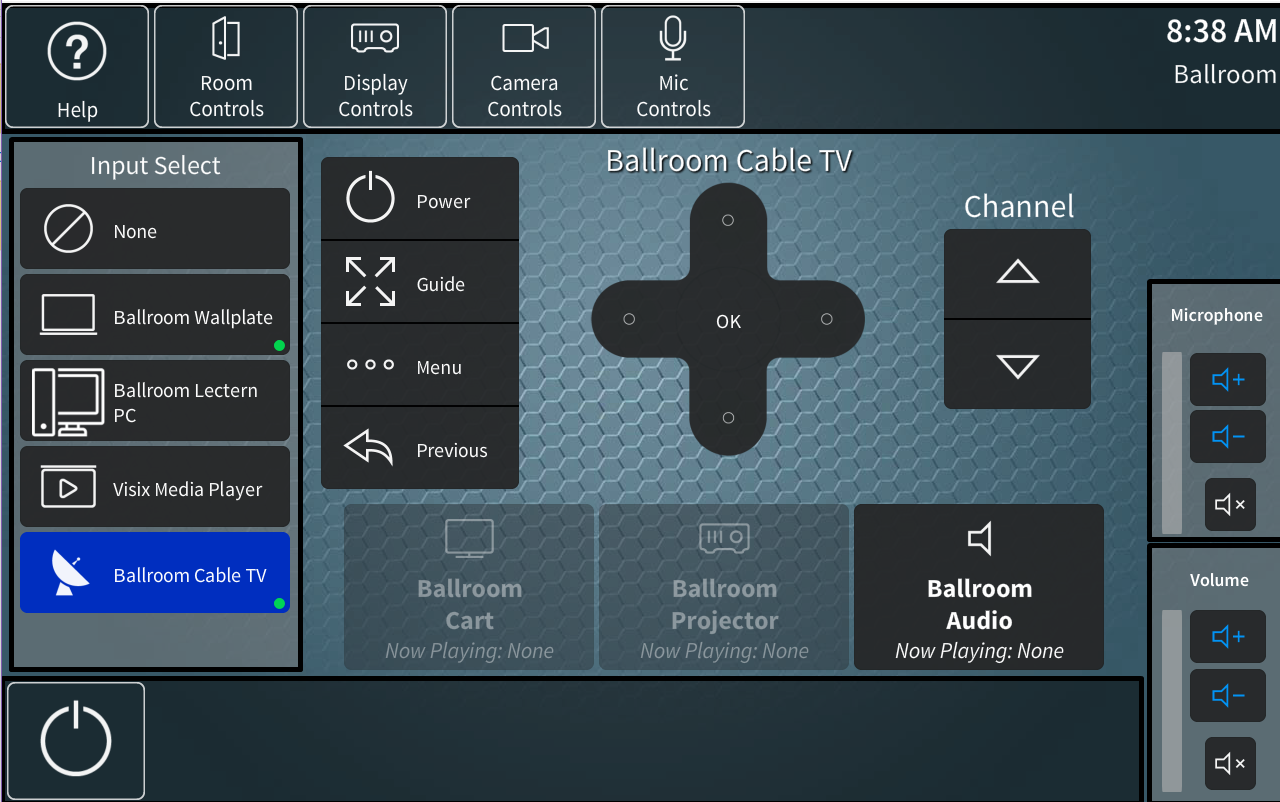 8:38 AM
Ballroom
Help
Room
Controls
Display
Controls
Camera
Controls
Mic
Controls
Input Select
None
Ballroom Wallplate
Ballroom Lectern
PC
Visix Media Player
Ballroom Cable TV
Power
Guide
Menu
Previous
Ballroom Cable TV
OK
Channel
Ballroom
Cart
Now Playing: None
Ballroom
Projector
Now Playing: None
Ballroom
Audio
Now Playing: None
Microphone
Volume